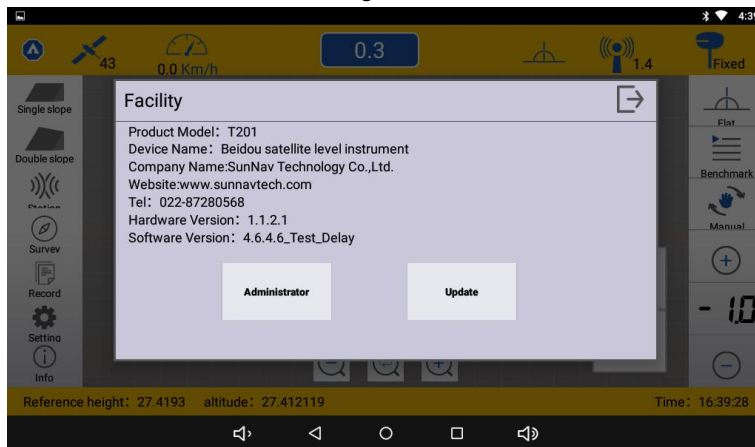 4:39
43
0.0 Km/h
0.3
1.4
Fixed
Single slope
Double slope
Station
Survey
Record
Setting
Info
Facility
Product Model: T201
Device Name: Beidou satellite level instrument
Company Name:SunNav Technology Co.,Ltd.
Website:www.sunnavtech.com
Tel: 022-87280568
Hardware Version: 1.1.2.1
Software Version: 4.6.4.6_Test_Delay
Administrator
Update
Flat
Benchmark
Manual
- 1.0
Reference height: 27.4193 altitude: 27.412119
Time: 16:39:28